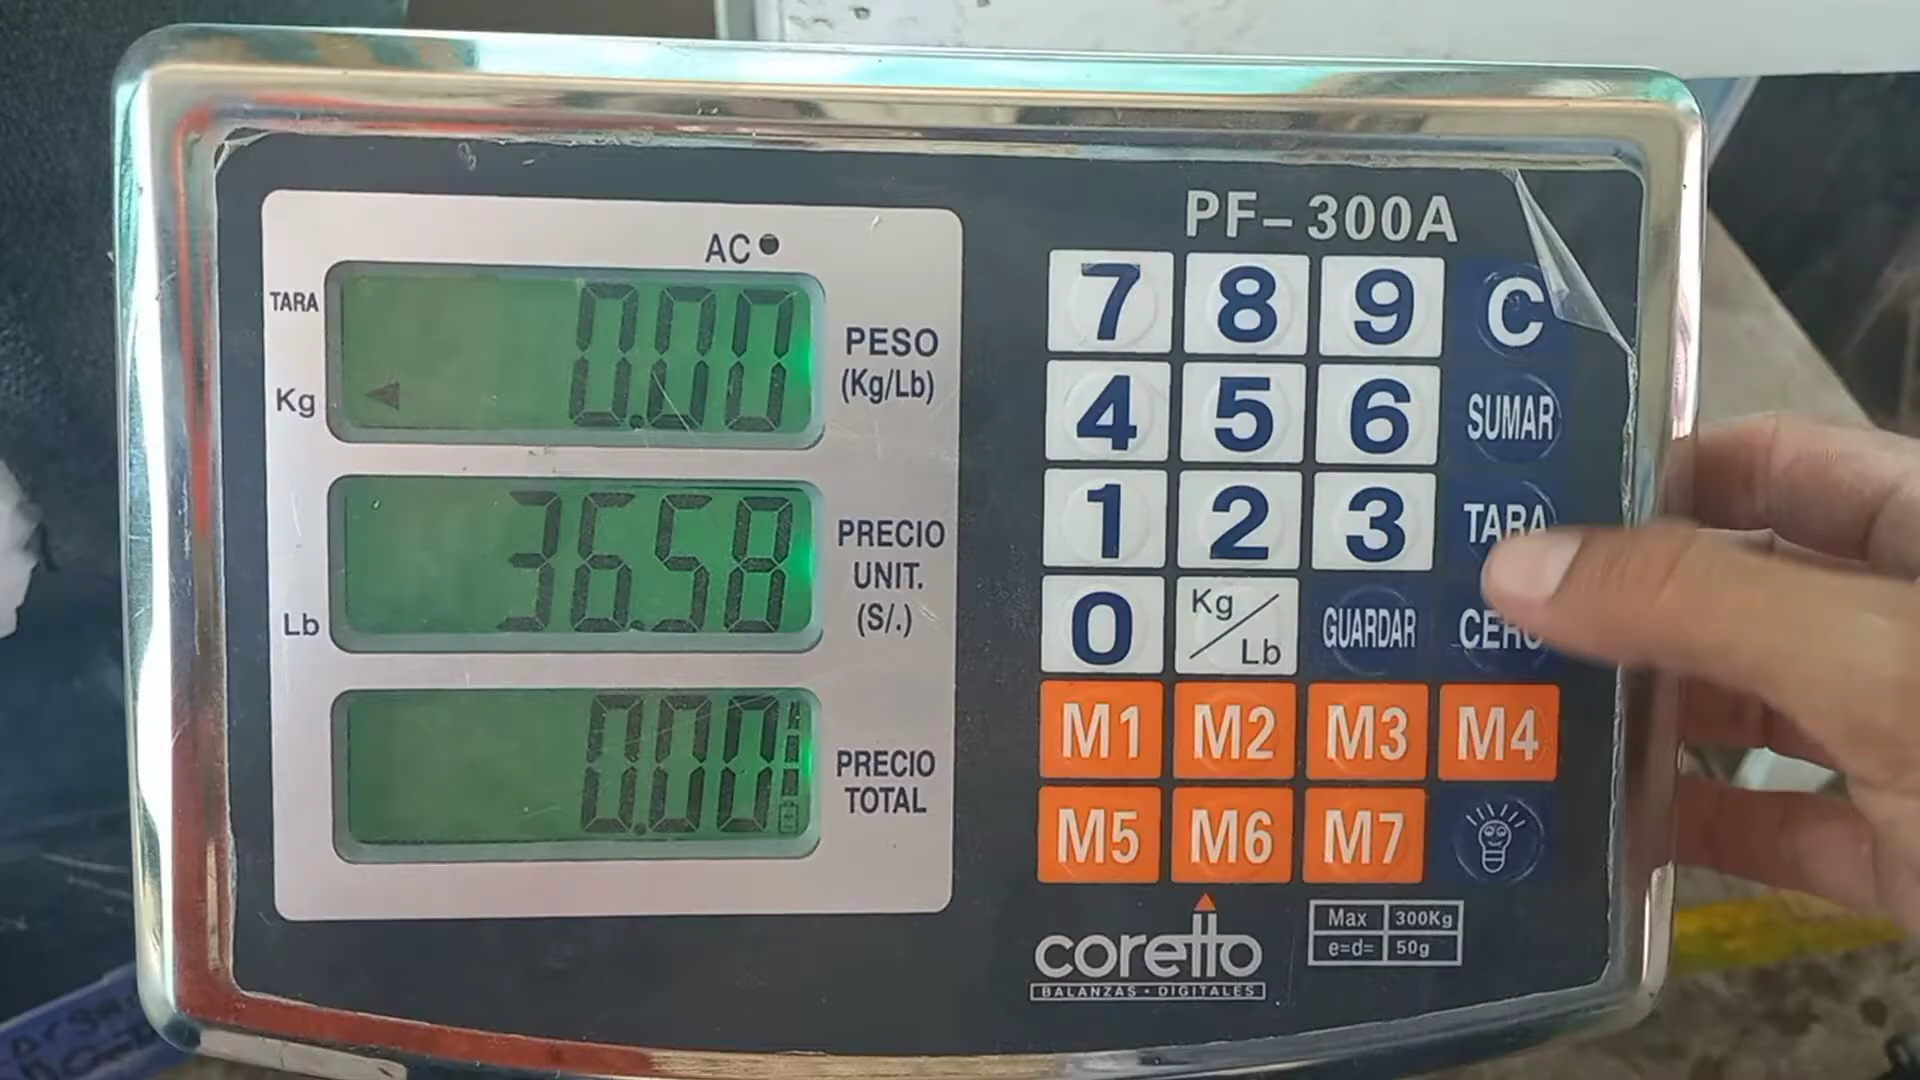 PF-300A
AC
TARA
0.00
PESO
(Kg/Lb)
Kg
36.58
PRECIO
UNIT.
(S/.)
Lb
0.00
PRECIO
TOTAL
7 8 9 C
4 5 6 SUMAR
1 2 3 TARA
0 Kg/Lb GUARDAR CERO
M1 M2 M3 M4
M5 M6 M7
coretto
BALANZAS • DIGITALES
Max 300Kg
e=d= 50g